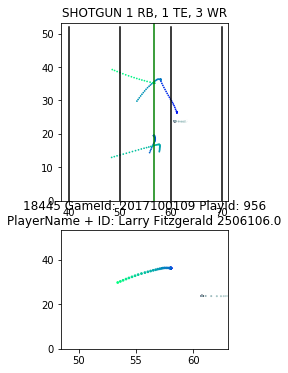 SHOTGUN 1 RB, 1 TE, 3 WR
50
40
30
20
10
0
40 50 60 70
18445 GameId: 2017100109 PlayId: 956
PlayerName + ID: Larry Fitzgerald 2506106.0
40
20
0
50 55 60